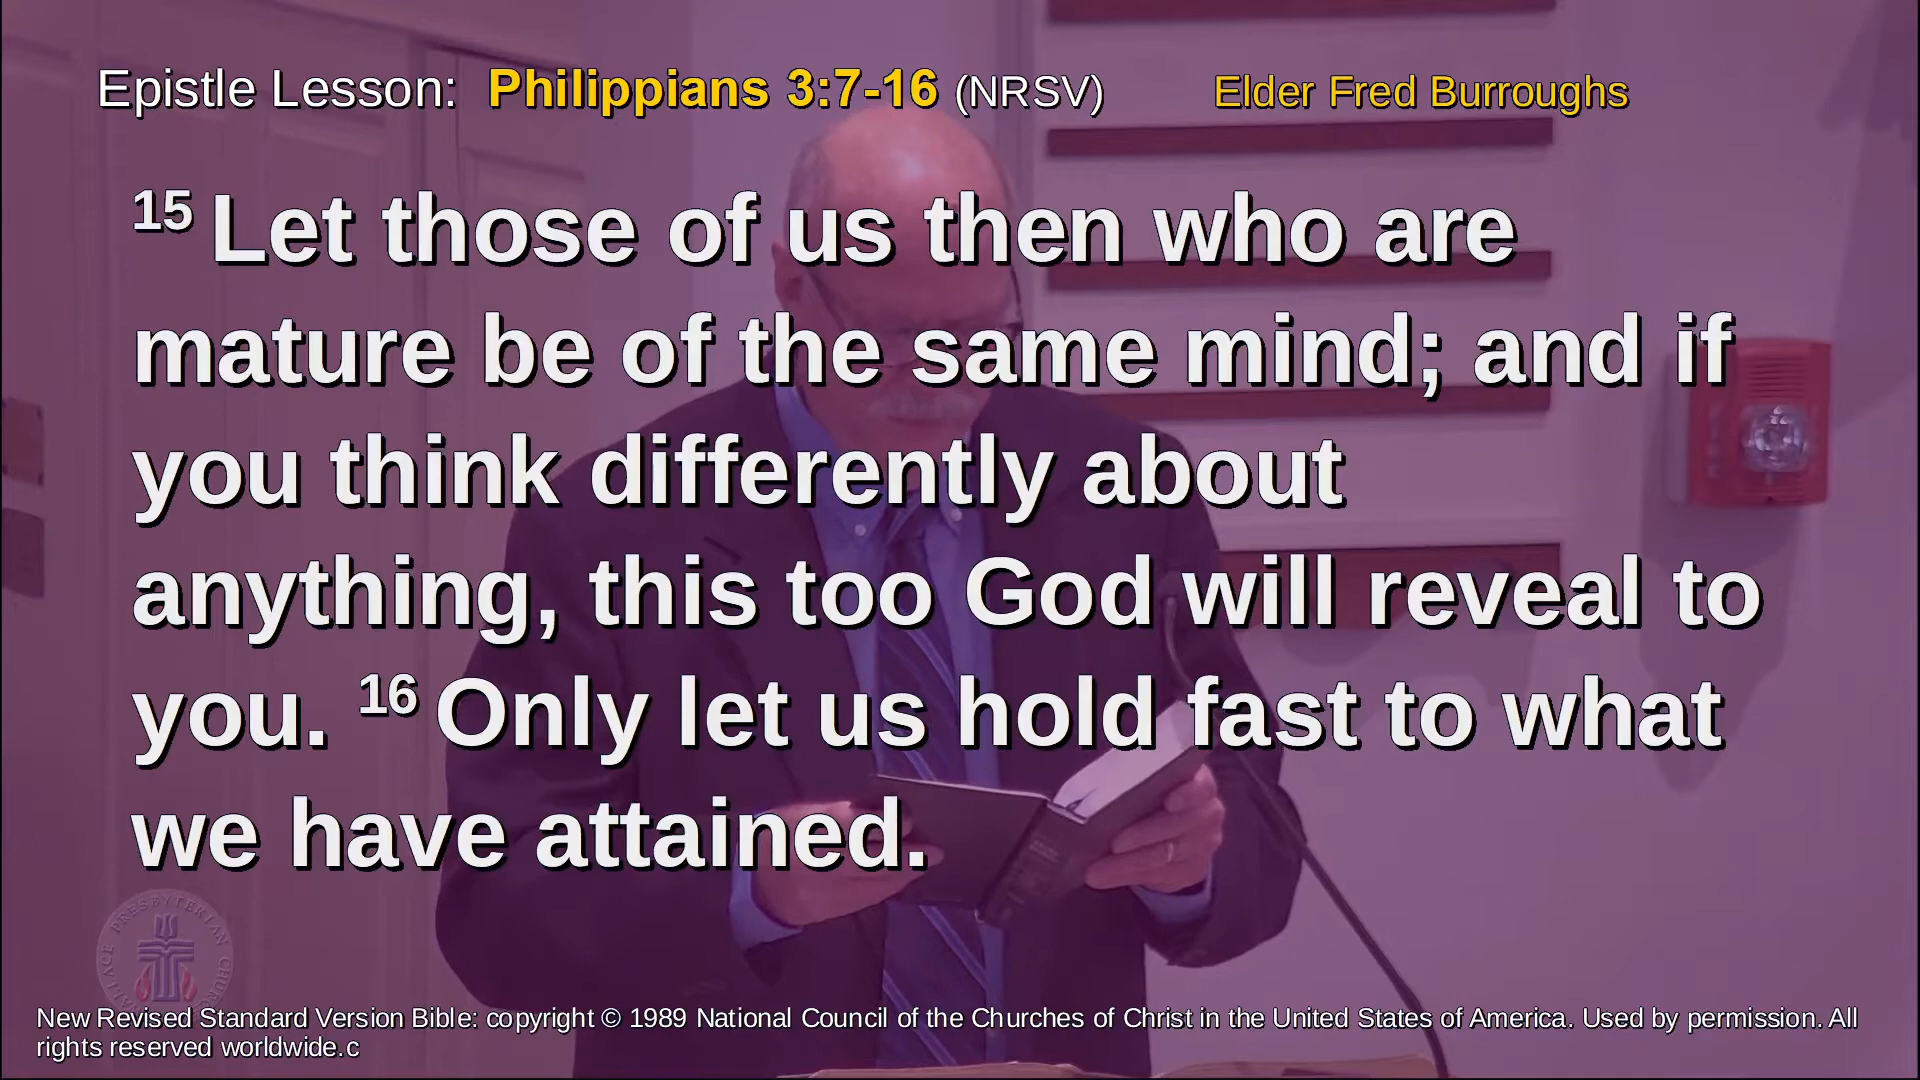 Epistle Lesson: Philippians 3:7-16 (NRSV) Elder Fred Burroughs
15 Let those of us then who are
mature be of the same mind; and if
you think differently about
anything, this too God will reveal to
you. 16 Only let us hold fast to what
we have attained.
WALLACE PRESBYTERIAN CHURCH
New Revised Standard Version Bible: copyright © 1989 National Council of the Churches of Christ in the United States of America. Used by permission. All
rights reserved worldwide.c